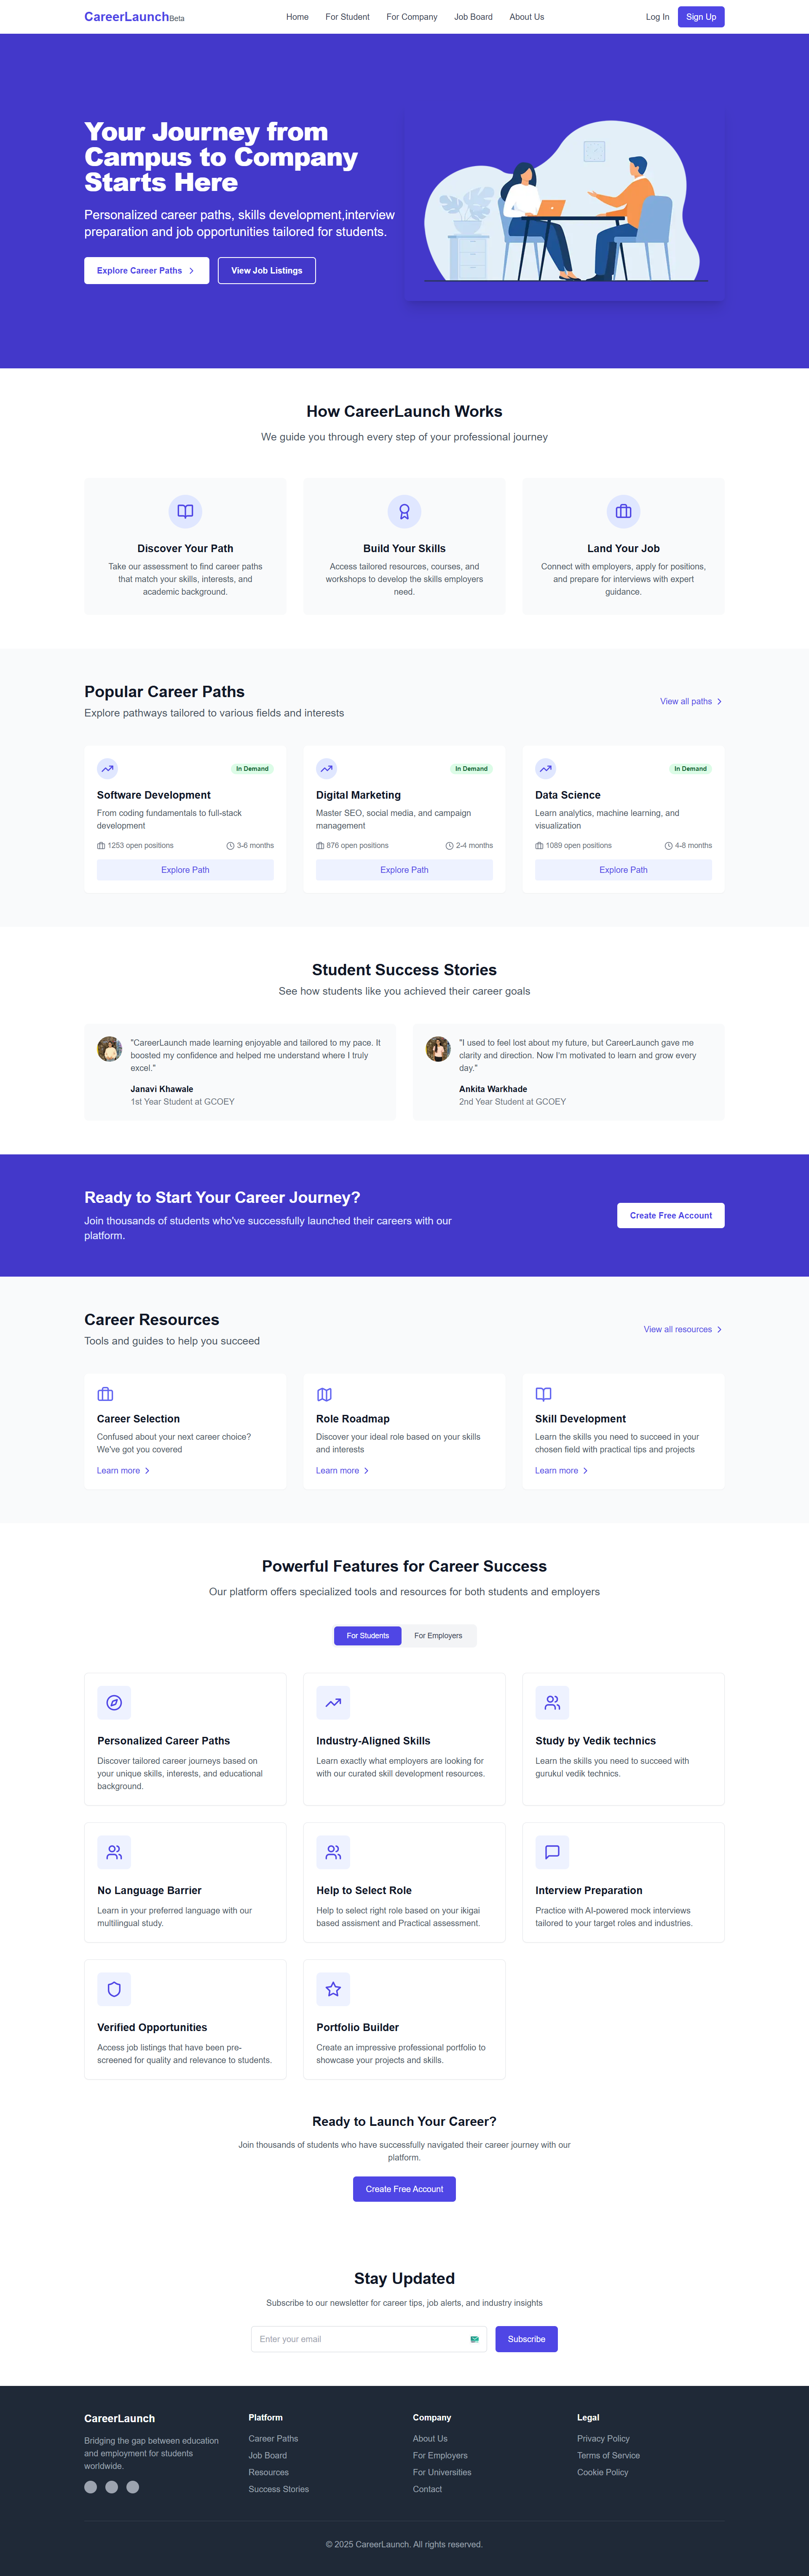 CareerLaunchBeta
Home For Student For Company Job Board About Us
Log In Sign Up
Your Journey from
Campus to Company
Starts Here
Personalized career paths, skills development,interview
preparation and job opportunities tailored for students.
Explore Career Paths
View Job Listings
How CareerLaunch Works
We guide you through every step of your professional journey
Discover Your Path
Take our assessment to find career paths
that match your skills, interests, and
academic background.
Build Your Skills
Access tailored resources, courses, and
workshops to develop the skills employers
need.
Land Your Job
Connect with employers, apply for positions,
and prepare for interviews with expert
guidance.
Popular Career Paths
Explore pathways tailored to various fields and interests
View all paths
In Demand
Software Development
From coding fundamentals to full-stack
development
1253 open positions 3-6 months
Explore Path
In Demand
Digital Marketing
Master SEO, social media, and campaign
management
876 open positions 2-4 months
Explore Path
In Demand
Data Science
Learn analytics, machine learning, and
visualization
1089 open positions 4-8 months
Explore Path
Student Success Stories
See how students like you achieved their career goals
"CareerLaunch made learning enjoyable and tailored to my pace. It
boosted my confidence and helped me understand where I truly
excel."
Janavi Khawale
1st Year Student at GCOEY
"I used to feel lost about my future, but CareerLaunch gave me
clarity and direction. Now I'm motivated to learn and grow every
day."
Ankita Warkhade
2nd Year Student at GCOEY
Ready to Start Your Career Journey?
Join thousands of students who've successfully launched their careers with our
platform.
Create Free Account
Career Resources
Tools and guides to help you succeed
View all resources
Career Selection
Confused about your next career choice?
We've got you covered
Learn more
Role Roadmap
Discover your ideal role based on your skills
and interests
Learn more
Skill Development
Learn the skills you need to succeed in your
chosen field with practical tips and projects
Learn more
Powerful Features for Career Success
Our platform offers specialized tools and resources for both students and employers
For Students For Employers
Personalized Career Paths
Discover tailored career journeys based on
your unique skills, interests, and educational
background.
Industry-Aligned Skills
Learn exactly what employers are looking for
with our curated skill development resources.
Study by Vedik technics
Learn the skills you need to succeed with
gurukul vedik technics.
No Language Barrier
Learn in your preferred language with our
multilingual study.
Help to Select Role
Help to select right role based on your ikigai
based assisment and Practical assessment.
Interview Preparation
Practice with AI-powered mock interviews
tailored to your target roles and industries.
Verified Opportunities
Access job listings that have been pre-
screened for quality and relevance to students.
Portfolio Builder
Create an impressive professional portfolio to
showcase your projects and skills.
Ready to Launch Your Career?
Join thousands of students who have successfully navigated their career journey with our
platform.
Create Free Account
Stay Updated
Subscribe to our newsletter for career tips, job alerts, and industry insights
Enter your email
Subscribe
CareerLaunch
Bridging the gap between education
and employment for students
worldwide.
Platform
Career Paths
Job Board
Resources
Success Stories
Company
About Us
For Employers
For Universities
Contact
Legal
Privacy Policy
Terms of Service
Cookie Policy
© 2025 CareerLaunch. All rights reserved.